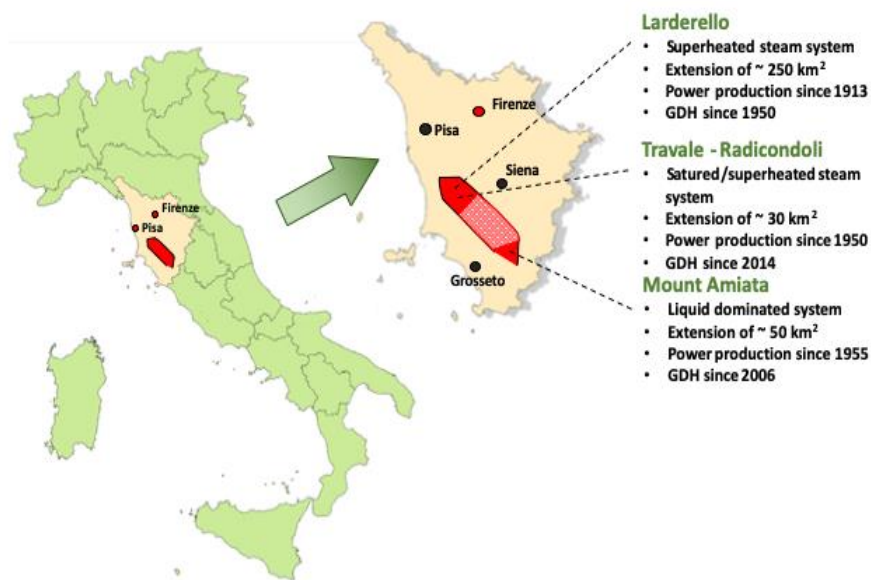 Firenze
Pisa
Firenze
Pisa
Siena
Grosseto
Larderello
• Superheated steam system
• Extension of ~ 250 km²
• Power production since 1913
• GDH since 1950
Travale - Radicondoli
• Satured/superheated steam
system
• Extension of ~ 30 km²
• Power production since 1950
• GDH since 2014
Mount Amiata
• Liquid dominated system
• Extension of ~ 50 km²
• Power production since 1955
• GDH since 2006